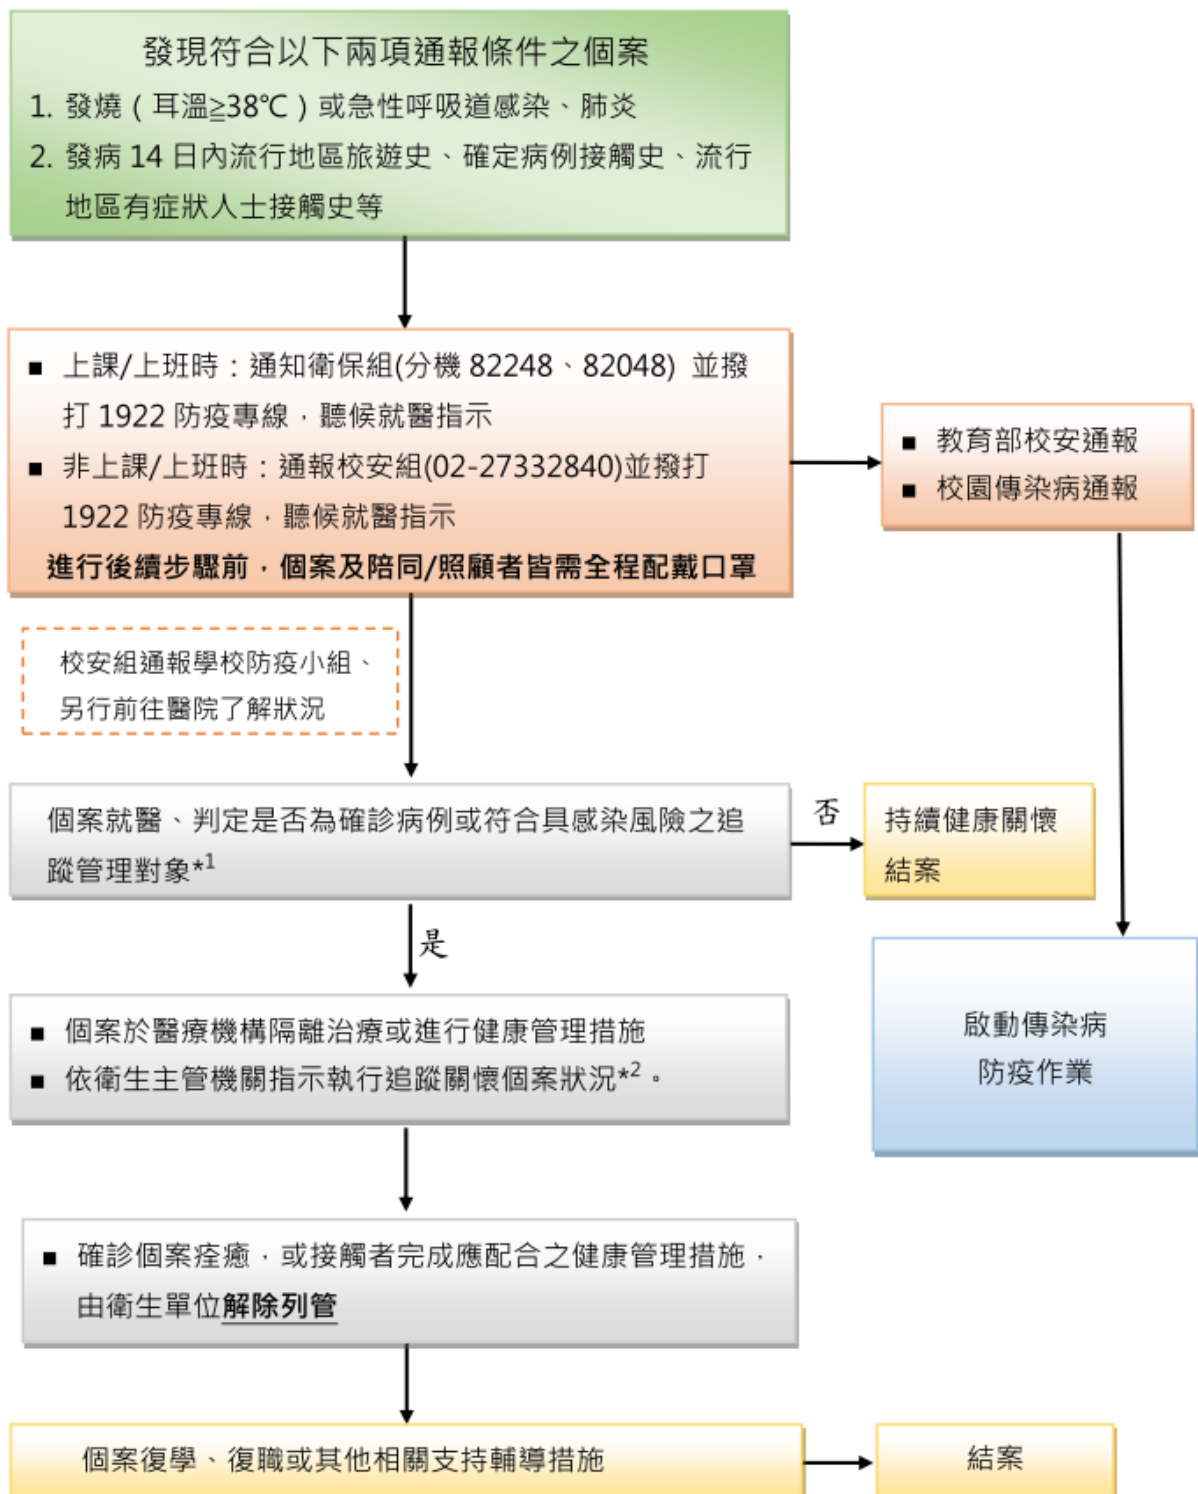 發現符合以下兩項通報條件之個案
1. 發燒（耳溫≧38℃）或急性呼吸道感染、肺炎
2. 發病 14 日內流行地區旅遊史、確定病例接觸史、流行
地區有症狀人士接觸史等
■ 上課/上班時：通知衛保組(分機 82248、82048) 並撥
打 1922 防疫專線，聽候就醫指示
■ 非上課/上班時：通報校安組(02-27332840)並撥打
1922 防疫專線，聽候就醫指示
進行後續步驟前，個案及陪同/照顧者皆需全程配戴口罩
■ 教育部校安通報
■ 校園傳染病通報
校安組通報學校防疫小組、
另行前往醫院了解狀況
個案就醫、判定是否為確診病例或符合具感染風險之追
蹤管理對象*1
否
持續健康關懷
結案
是
啟動傳染病
防疫作業
■ 個案於醫療機構隔離治療或進行健康管理措施
■ 依衛生主管機關指示執行追蹤關懷個案狀況*2。
■ 確診個案痊癒，或接觸者完成應配合之健康管理措施，
由衛生單位解除列管
個案復學、復職或其他相關支持輔導措施
結案